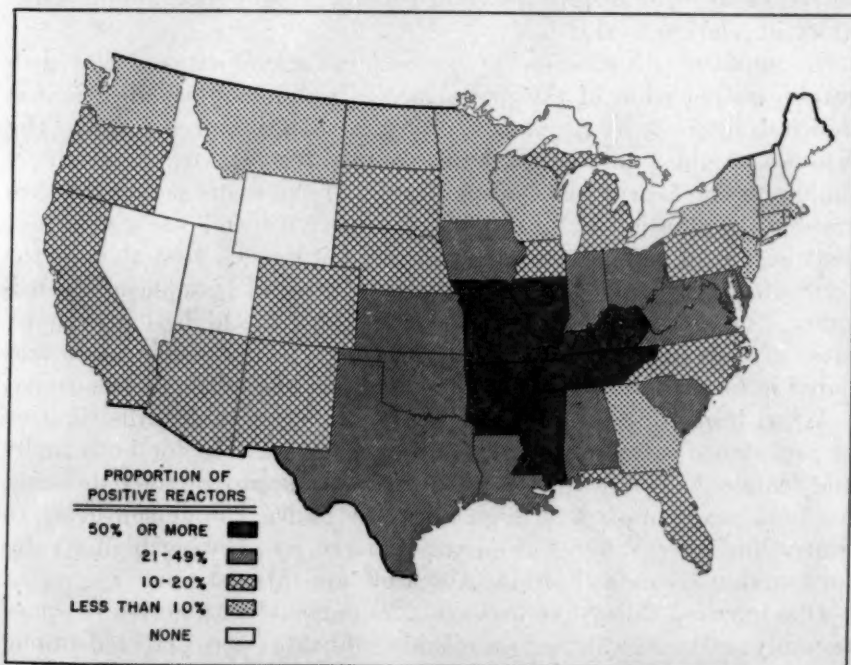 PROPORTION OF
POSITIVE REACTORS
50% OR MORE
21-49%
10-20%
LESS THAN 10%
NONE